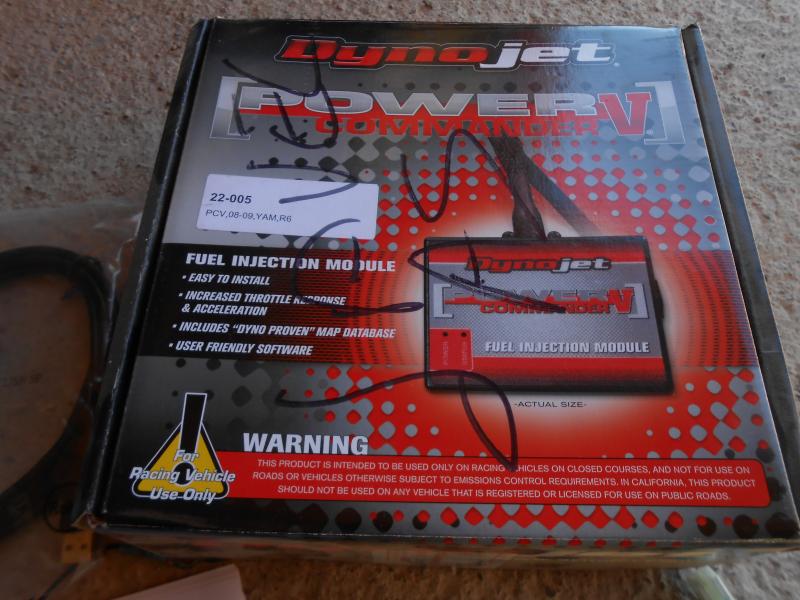 Dynojet
POWER V
COMMANDER
22-005
PCV,08-09,YAM,R6
FUEL INJECTION MODULE
• EASY TO INSTALL
• INCREASED THROTTLE RESPONSE
& ACCELERATION
• INCLUDES "DYNO PROVEN" MAP DATABASE
• USER FRIENDLY SOFTWARE
Dynojet
POWER V
COMMANDER
FUEL INJECTION MODULE
-ACTUAL SIZE-
For
Racing Vehicle
Use Only
WARNING
THIS PRODUCT IS INTENDED TO BE USED ONLY ON RACING VEHICLES ON CLOSED COURSES, AND NOT FOR USE ON
ROADS OR VEHICLES OTHERWISE SUBJECT TO EMISSIONS CONTROL REQUIREMENTS. IN CALIFORNIA, THIS PRODUCT
SHOULD NOT BE USED ON ANY VEHICLE THAT IS REGISTERED OR LICENSED FOR USE ON PUBLIC ROADS.